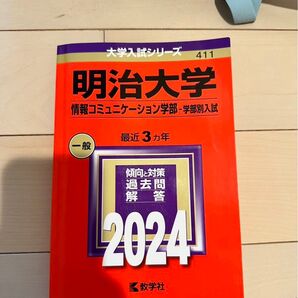 大学入試シリーズ
411
明治大学
情報コミュニケーション学部-学部別入試
最近3カ年
一般
傾向と対策
過去問
解答
2024
数学社